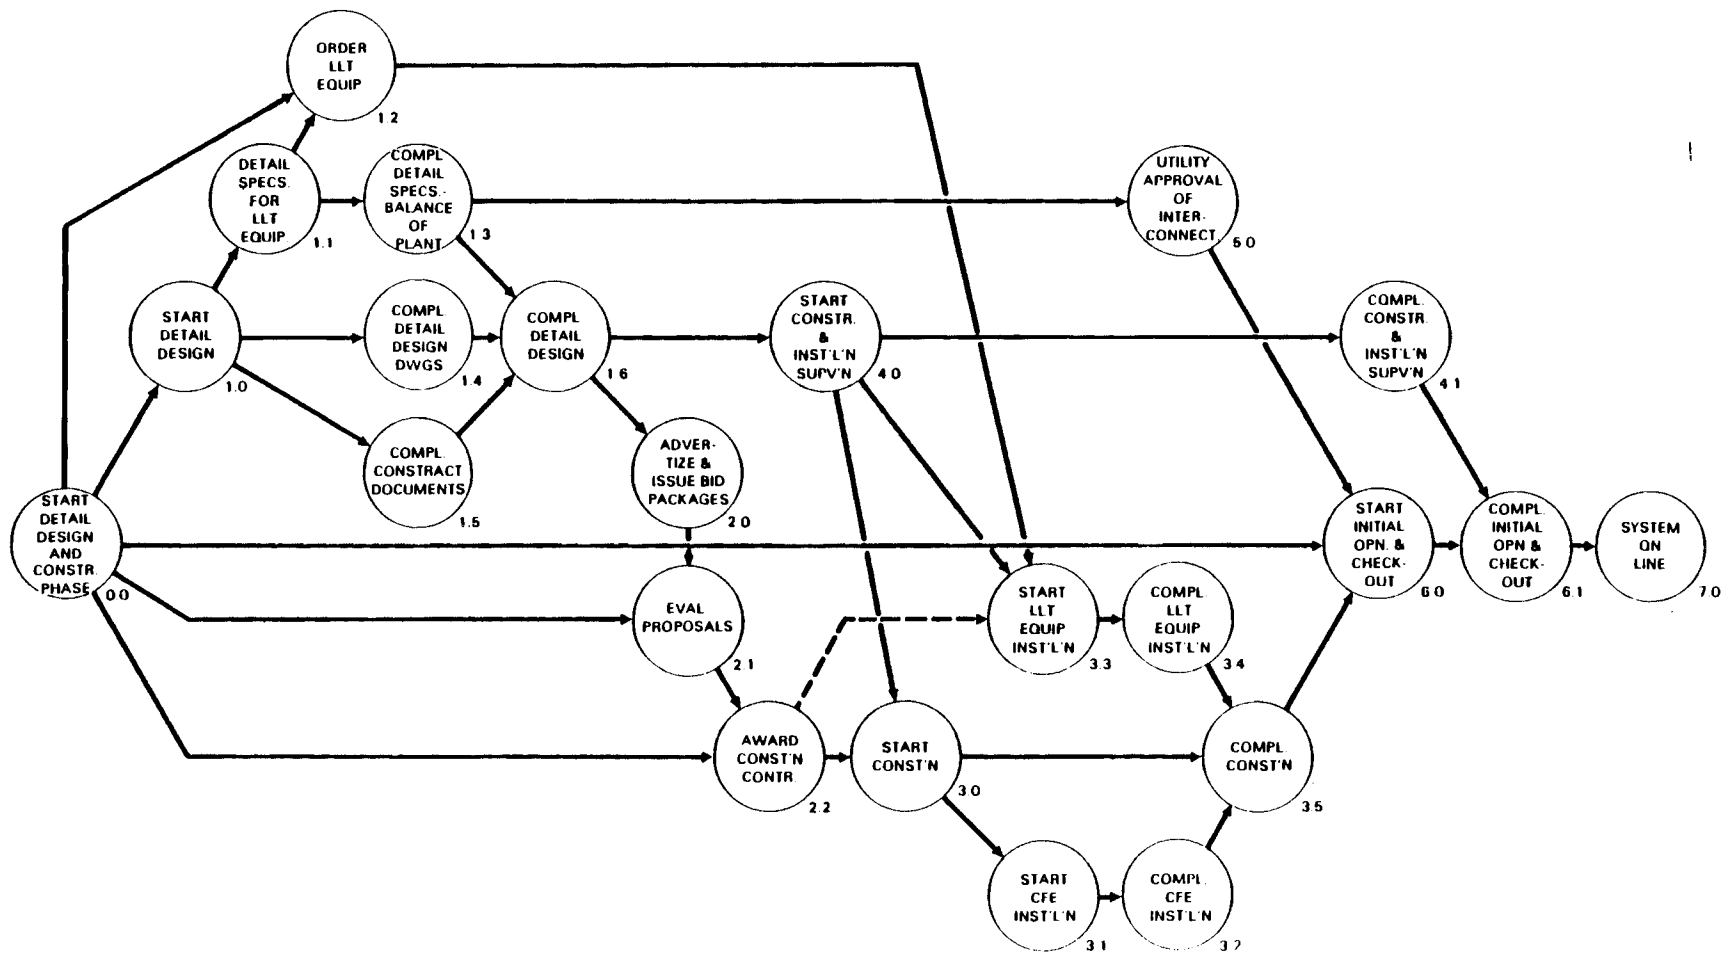 ORDER
LLT
EQUIP
1.2
DETAIL
SPECS.
FOR
LLT
EQUIP
1.1
COMPL
DETAIL
SPECS.-
BALANCE
OF
PLANT
1.3
UTILITY
APPROVAL
OF
INTER-
CONNECT.
5.0
START
DETAIL
DESIGN
1.0
COMPL.
DETAIL
DESIGN
DWGS
1.4
COMPL
DETAIL
DESIGN
1.6
START
CONSTR.
&
INST'L'N
SUPV'N
4.0
COMPL.
CONSTR.
&
INST'L'N
SUPV'N
4.1
COMPL.
CONSTRACT
DOCUMENTS
1.5
ADVER-
TIZE &
ISSUE BID
PACKAGES
2.0
START
DETAIL
DESIGN
AND
CONSTR.
PHASE
0.0
START
INITIAL
OPN. &
CHECK-
OUT
6.0
COMPL.
INITIAL
OPN &
CHECK-
OUT
6.1
SYSTEM
ON
LINE
7.0
EVAL
PROPOSALS
2.1
START
LLT
EQUIP
INST'L'N
3.3
COMPL.
LLT
EQUIP
INST'L'N
3.4
AWARD
CONST'N
CONTR.
2.2
START
CONST'N
3.0
COMPL.
CONST'N
3.5
START
CFE
INST'L'N
3.1
COMPL.
CFE
INST'L'N
3.2